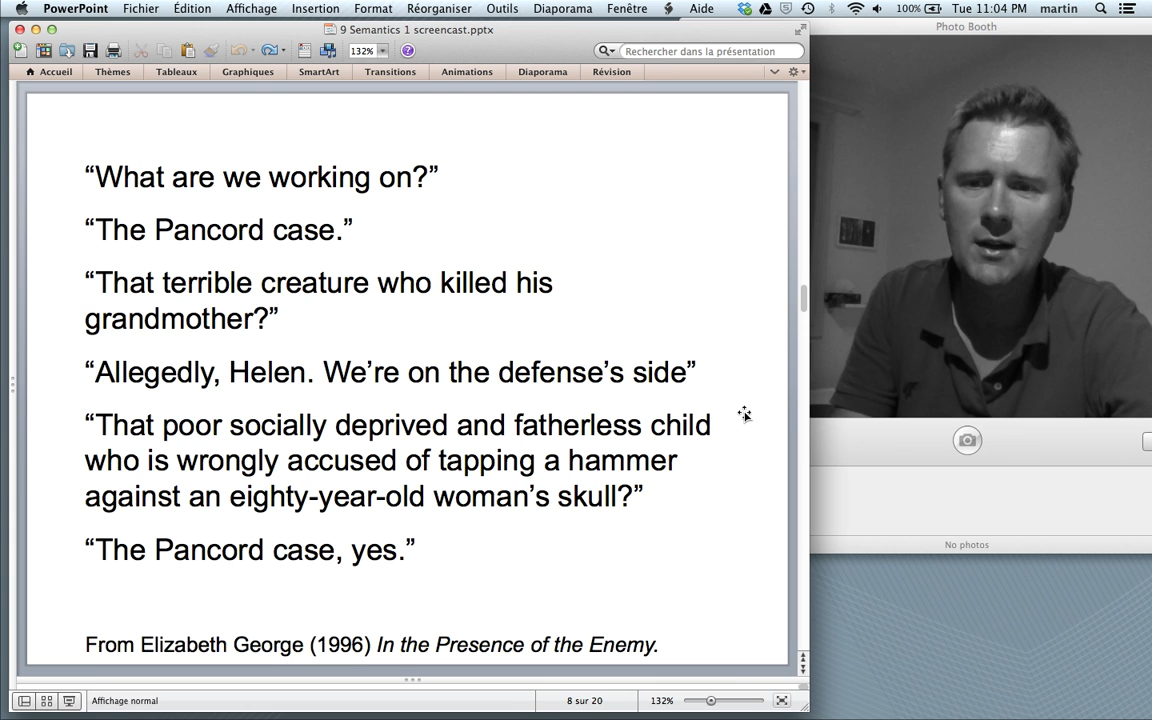 PowerPoint Fichier Édition Affichage Insertion Format Réorganiser Outils Diaporama Fenêtre Aide 100% Tue 11:04 PM martin
9 Semantics 1 screencast.pptx
Photo Booth
132%
Rechercher dans la présentation
Accueil Thèmes Tableaux Graphiques SmartArt Transitions Animations Diaporama Révision
“What are we working on?”
“The Pancord case.”
“That terrible creature who killed his
grandmother?”
“Allegedly, Helen. We’re on the defense’s side”
“That poor socially deprived and fatherless child
who is wrongly accused of tapping a hammer
against an eighty-year-old woman’s skull?”
“The Pancord case, yes.”
From Elizabeth George (1996) In the Presence of the Enemy.
No photos
Affichage normal 8 sur 20 132%